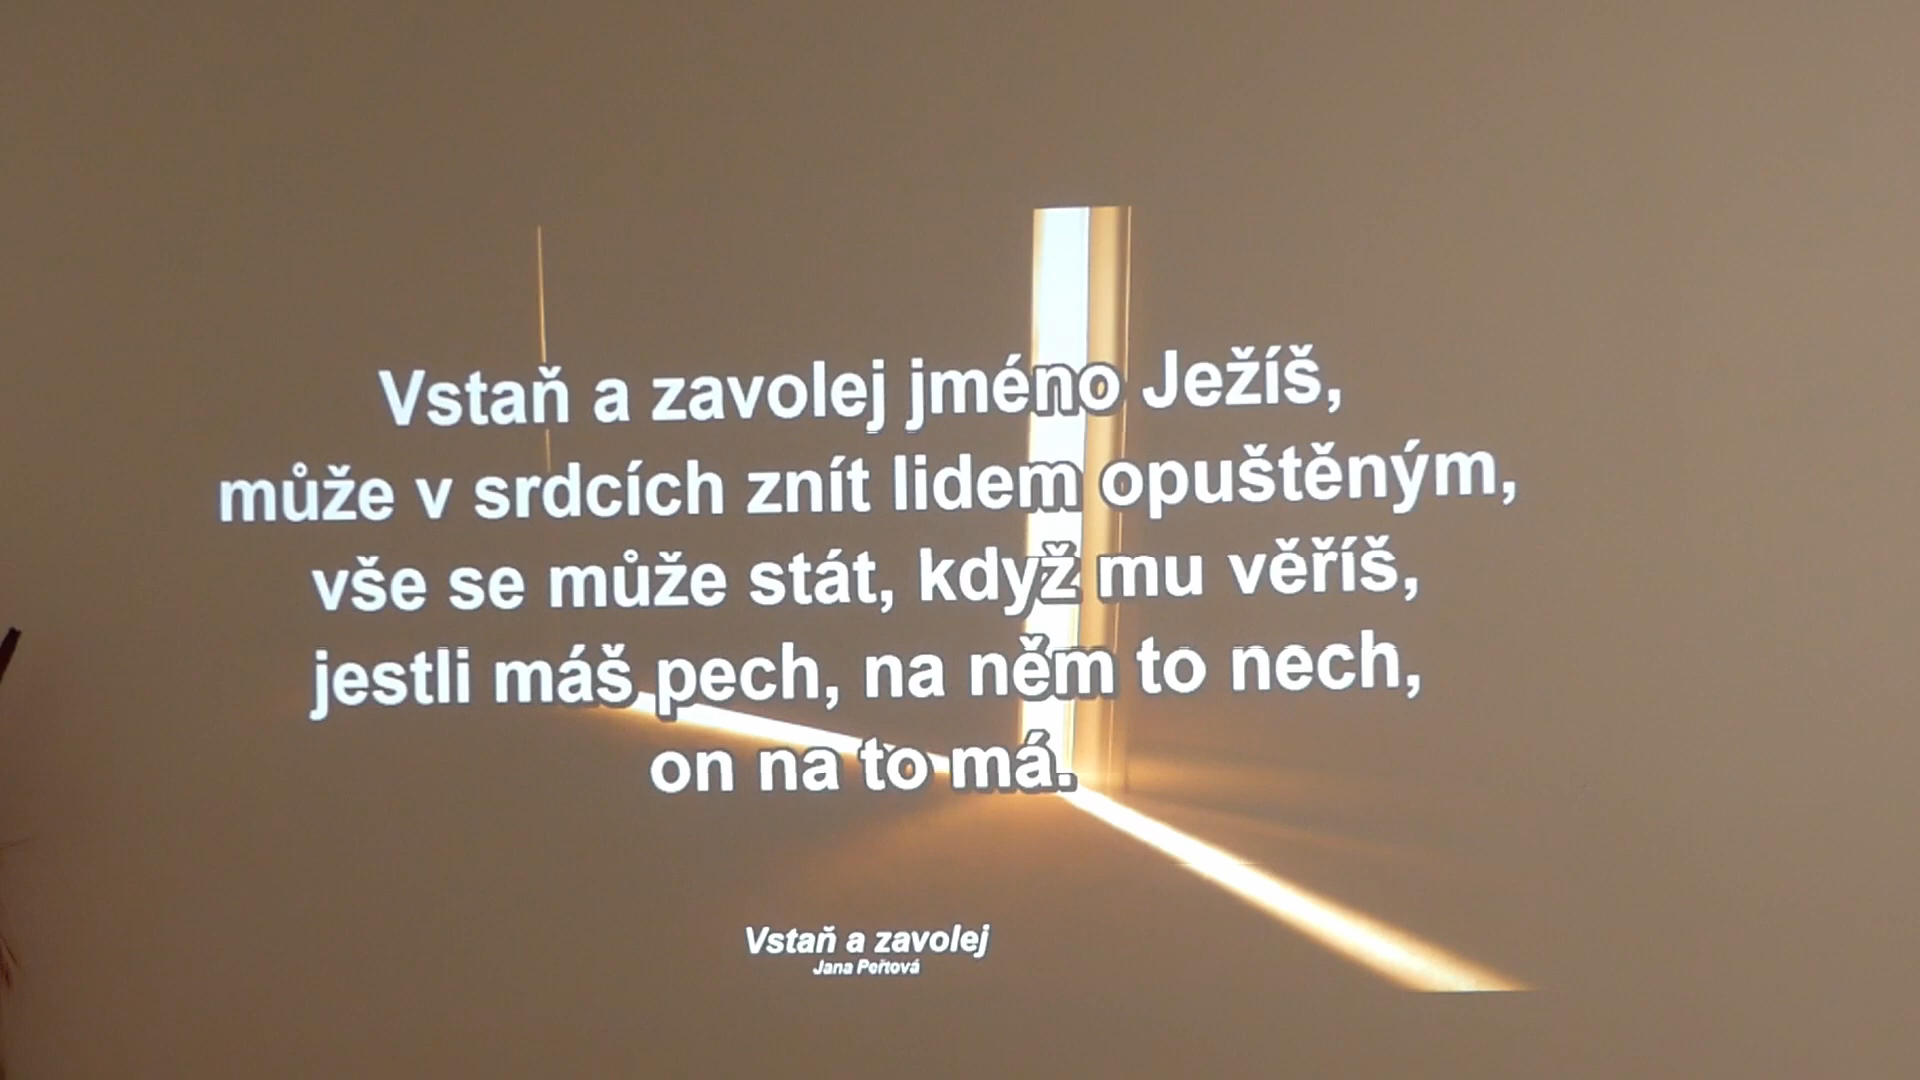 Vstaň a zavolej jméno Ježíš,
může v srdcích znít lidem opuštěným,
vše se může stát, když mu věříš,
jestli máš pech, na něm to nech,
on na to má.
Vstaň a zavolej
Jana Peřtová